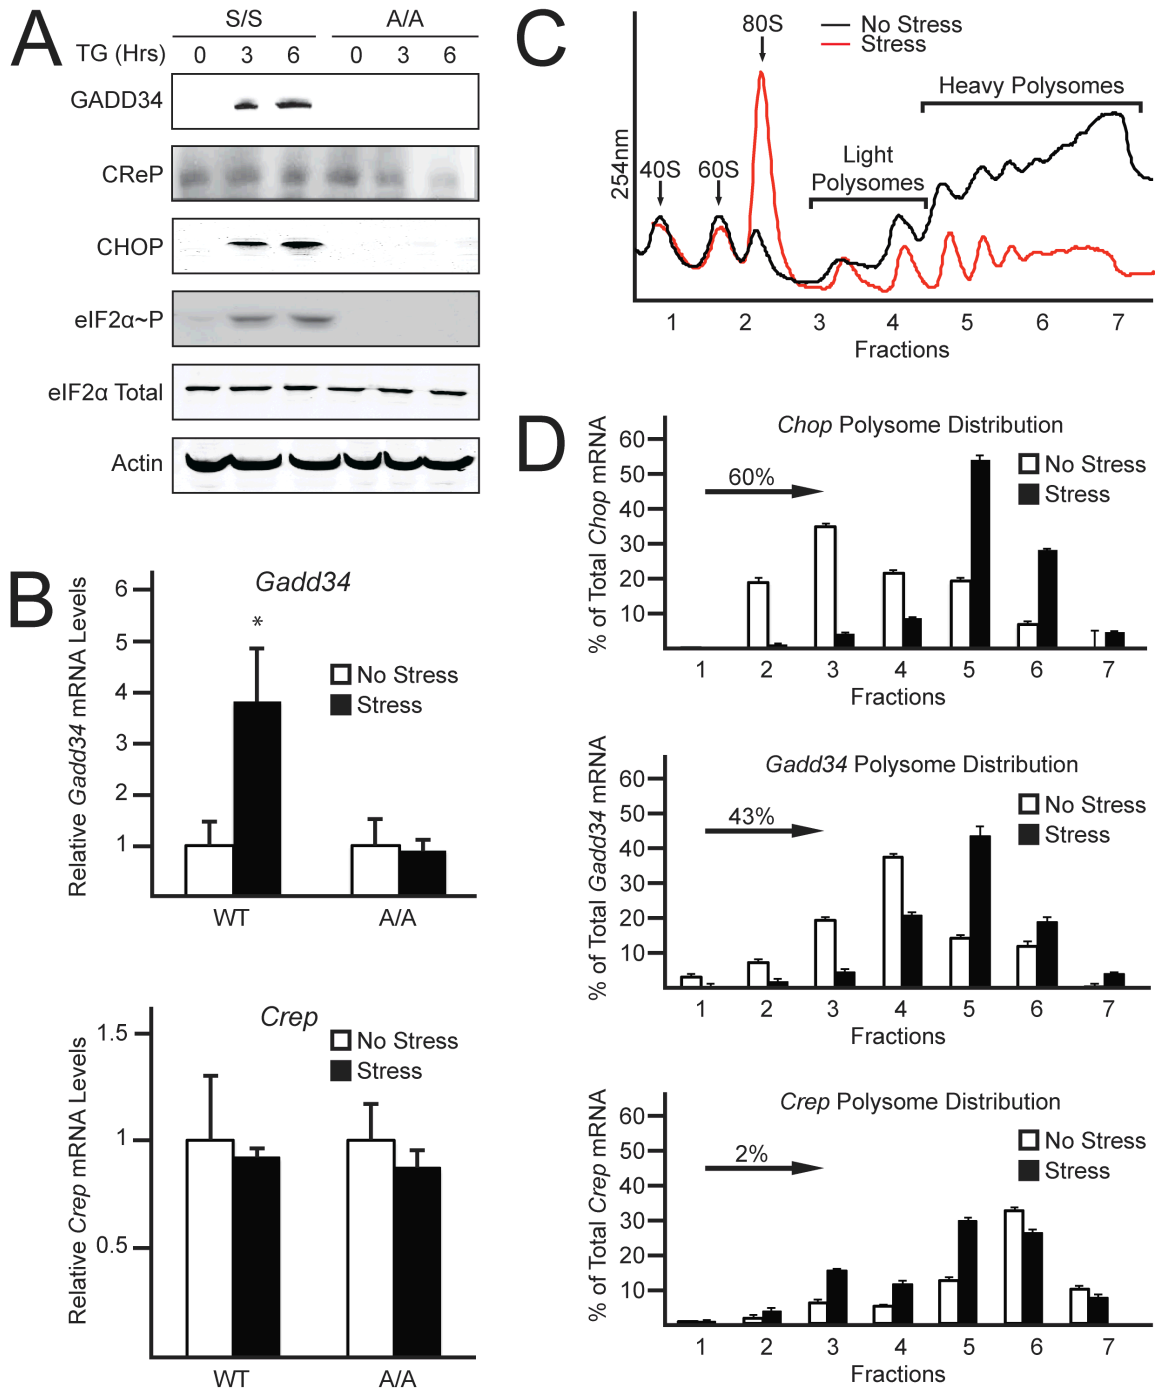 A
S/S
A/A
TG (Hrs)
0
3
6
0
3
6
GADD34
CReP
CHOP
eIF2α~P
eIF2α Total
Actin
B
Gadd34
Relative Gadd34 mRNA Levels
6
5
4
3
2
1
*
No Stress
Stress
WT
A/A
Crep
Relative Crep mRNA Levels
1.5
1
0.5
No Stress
Stress
WT
A/A
C
80S
No Stress
Stress
Heavy Polysomes
Light
Polysomes
40S
60S
254nm
1
2
3
4
5
6
7
Fractions
D
Chop Polysome Distribution
% of Total Chop mRNA
60
50
40
30
20
10
60%
No Stress
Stress
1
2
3
4
5
6
7
Fractions
Gadd34 Polysome Distribution
% of Total Gadd34 mRNA
60
50
40
30
20
10
43%
No Stress
Stress
1
2
3
4
5
6
7
Fractions
Crep Polysome Distribution
% of Total Crep mRNA
60
50
40
30
20
10
2%
No Stress
Stress
1
2
3
4
5
6
7
Fractions